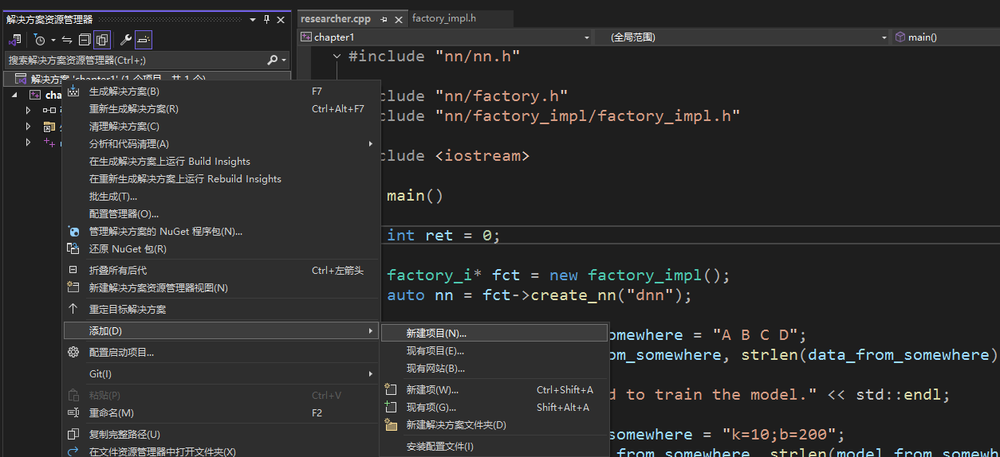 解决方案资源管理器
搜索解决方案资源管理器(Ctrl+;)
解决方案 'chapter1' (1 个项目，共 1 个)
cha
生成解决方案(B) F7
重新生成解决方案(R) Ctrl+Alt+F7
清理解决方案(C)
分析和代码清理(A)
在生成解决方案上运行 Build Insights
在重新生成解决方案上运行 Rebuild Insights
批生成(T)...
配置管理器(O)...
管理解决方案的 NuGet 程序包(N)...
还原 NuGet 包(R)
折叠所有后代 Ctrl+左箭头
新建解决方案资源管理器视图(N)
重定目标解决方案
添加(D)
配置启动项目...
Git(I)
粘贴(P) Ctrl+V
重命名(M) F2
复制完整路径(U)
在文件资源管理器中打开文件夹(X)
新建项目(N)...
现有项目(E)...
现有网站(B)...
新建项(W)... Ctrl+Shift+A
现有项(G)... Shift+Alt+A
新建解决方案文件夹(D)
安装配置文件(I)
researcher.cpp factory_impl.h
chapter1 (全局范围) main()
#include "nn/nn.h"
clude "nn/factory.h"
clude "nn/factory_impl/factory_impl.h"
clude <iostream>
main()
int ret = 0;
factory_i* fct = new factory_impl();
auto nn = fct->create_nn("dnn");
omewhere = "A B C D";
om_somewhere, strlen(data_from_somewhere)
d to train the model." << std::endl;
somewhere = "k=10;b=200";
from_somewhere, strlen(model_from_somewh